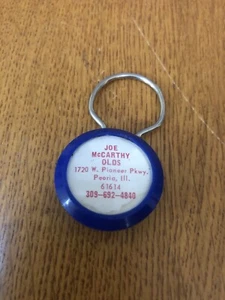 JOE
McCARTHY
OLDS
1720 W. Pioneer Pkwy.
Peoria, Ill.
61614
309-692-4840